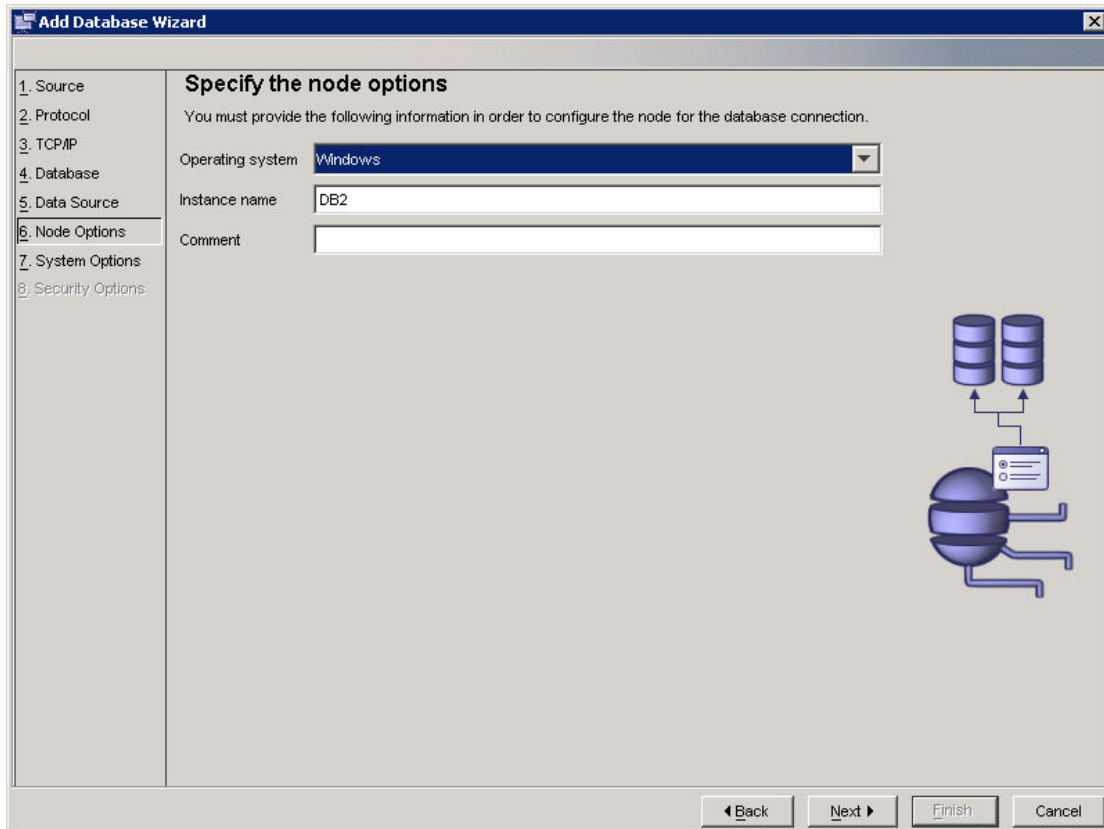 Add Database Wizard
1. Source
2. Protocol
3. TCP/IP
4. Database
5. Data Source
6. Node Options
7. System Options
8. Security Options
Specify the node options
You must provide the following information in order to configure the node for the database connection.
Operating system Windows
Instance name DB2
Comment
Back Next Finish Cancel